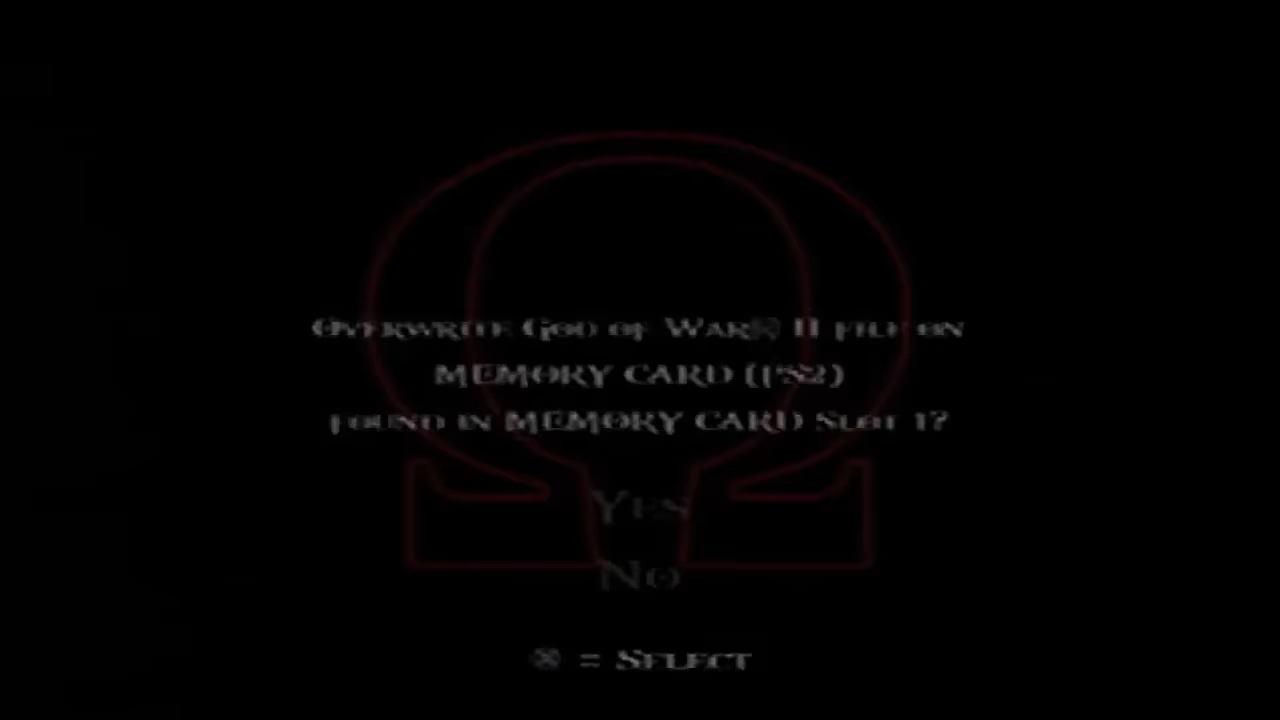 Overwrite God of War® II file on
MEMORY CARD (PS2)
found in MEMORY CARD Slot 1?
Yes
No
⊗ = Select